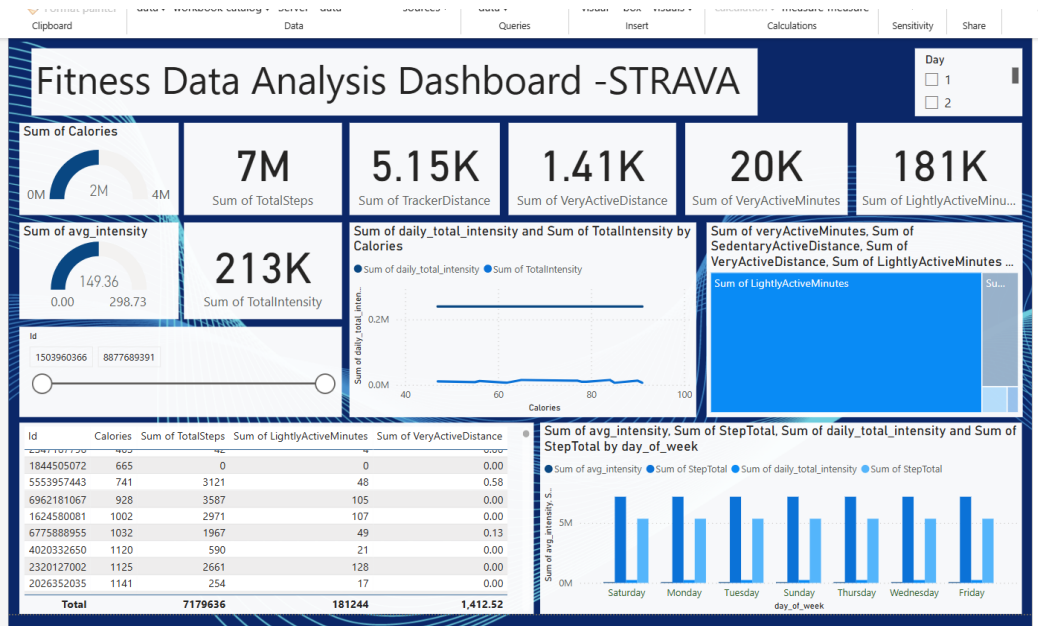 Clipboard
Data
Queries
Insert
Calculations
Sensitivity
Share
Fitness Data Analysis Dashboard -STRAVA
Day
1
2
Sum of Calories
0M
2M
4M
7M
Sum of TotalSteps
5.15K
Sum of TrackerDistance
1.41K
Sum of VeryActiveDistance
20K
Sum of VeryActiveMinutes
181K
Sum of LightlyActiveMinu...
Sum of avg_intensity
149.36
0.00
298.73
213K
Sum of TotalIntensity
Id
1503960366 8877689391
Sum of daily_total_intensity and Sum of TotalIntensity by
Calories
Sum of daily_total_intensity Sum of TotalIntensity
Sum of daily_total_inten...
0.2M
0.0M
40 60 80 100
Calories
Sum of veryActiveMinutes, Sum of
SedentaryActiveDistance, Sum of
VeryActiveDistance, Sum of LightlyActiveMinutes ...
Sum of LightlyActiveMinutes
Su...
Id Calories Sum of TotalSteps Sum of LightlyActiveMinutes Sum of VeryActiveDistance
1844505072 665 0 0 0.00
5553957443 741 3121 48 0.58
6962181067 928 3587 105 0.00
1624580081 1002 2971 107 0.00
6775888955 1032 1967 49 0.13
4020332650 1120 590 21 0.00
2320127002 1125 2661 128 0.00
2026352035 1141 254 17 0.00
Total 7179636 181244 1,412.52
Sum of avg_intensity, Sum of StepTotal, Sum of daily_total_intensity and Sum of
StepTotal by day_of_week
Sum of avg_intensity Sum of StepTotal Sum of daily_total_intensity Sum of StepTotal
Sum of avg_intensity, S...
5M
0M
Saturday Monday Tuesday Sunday Thursday Wednesday Friday
day_of_week